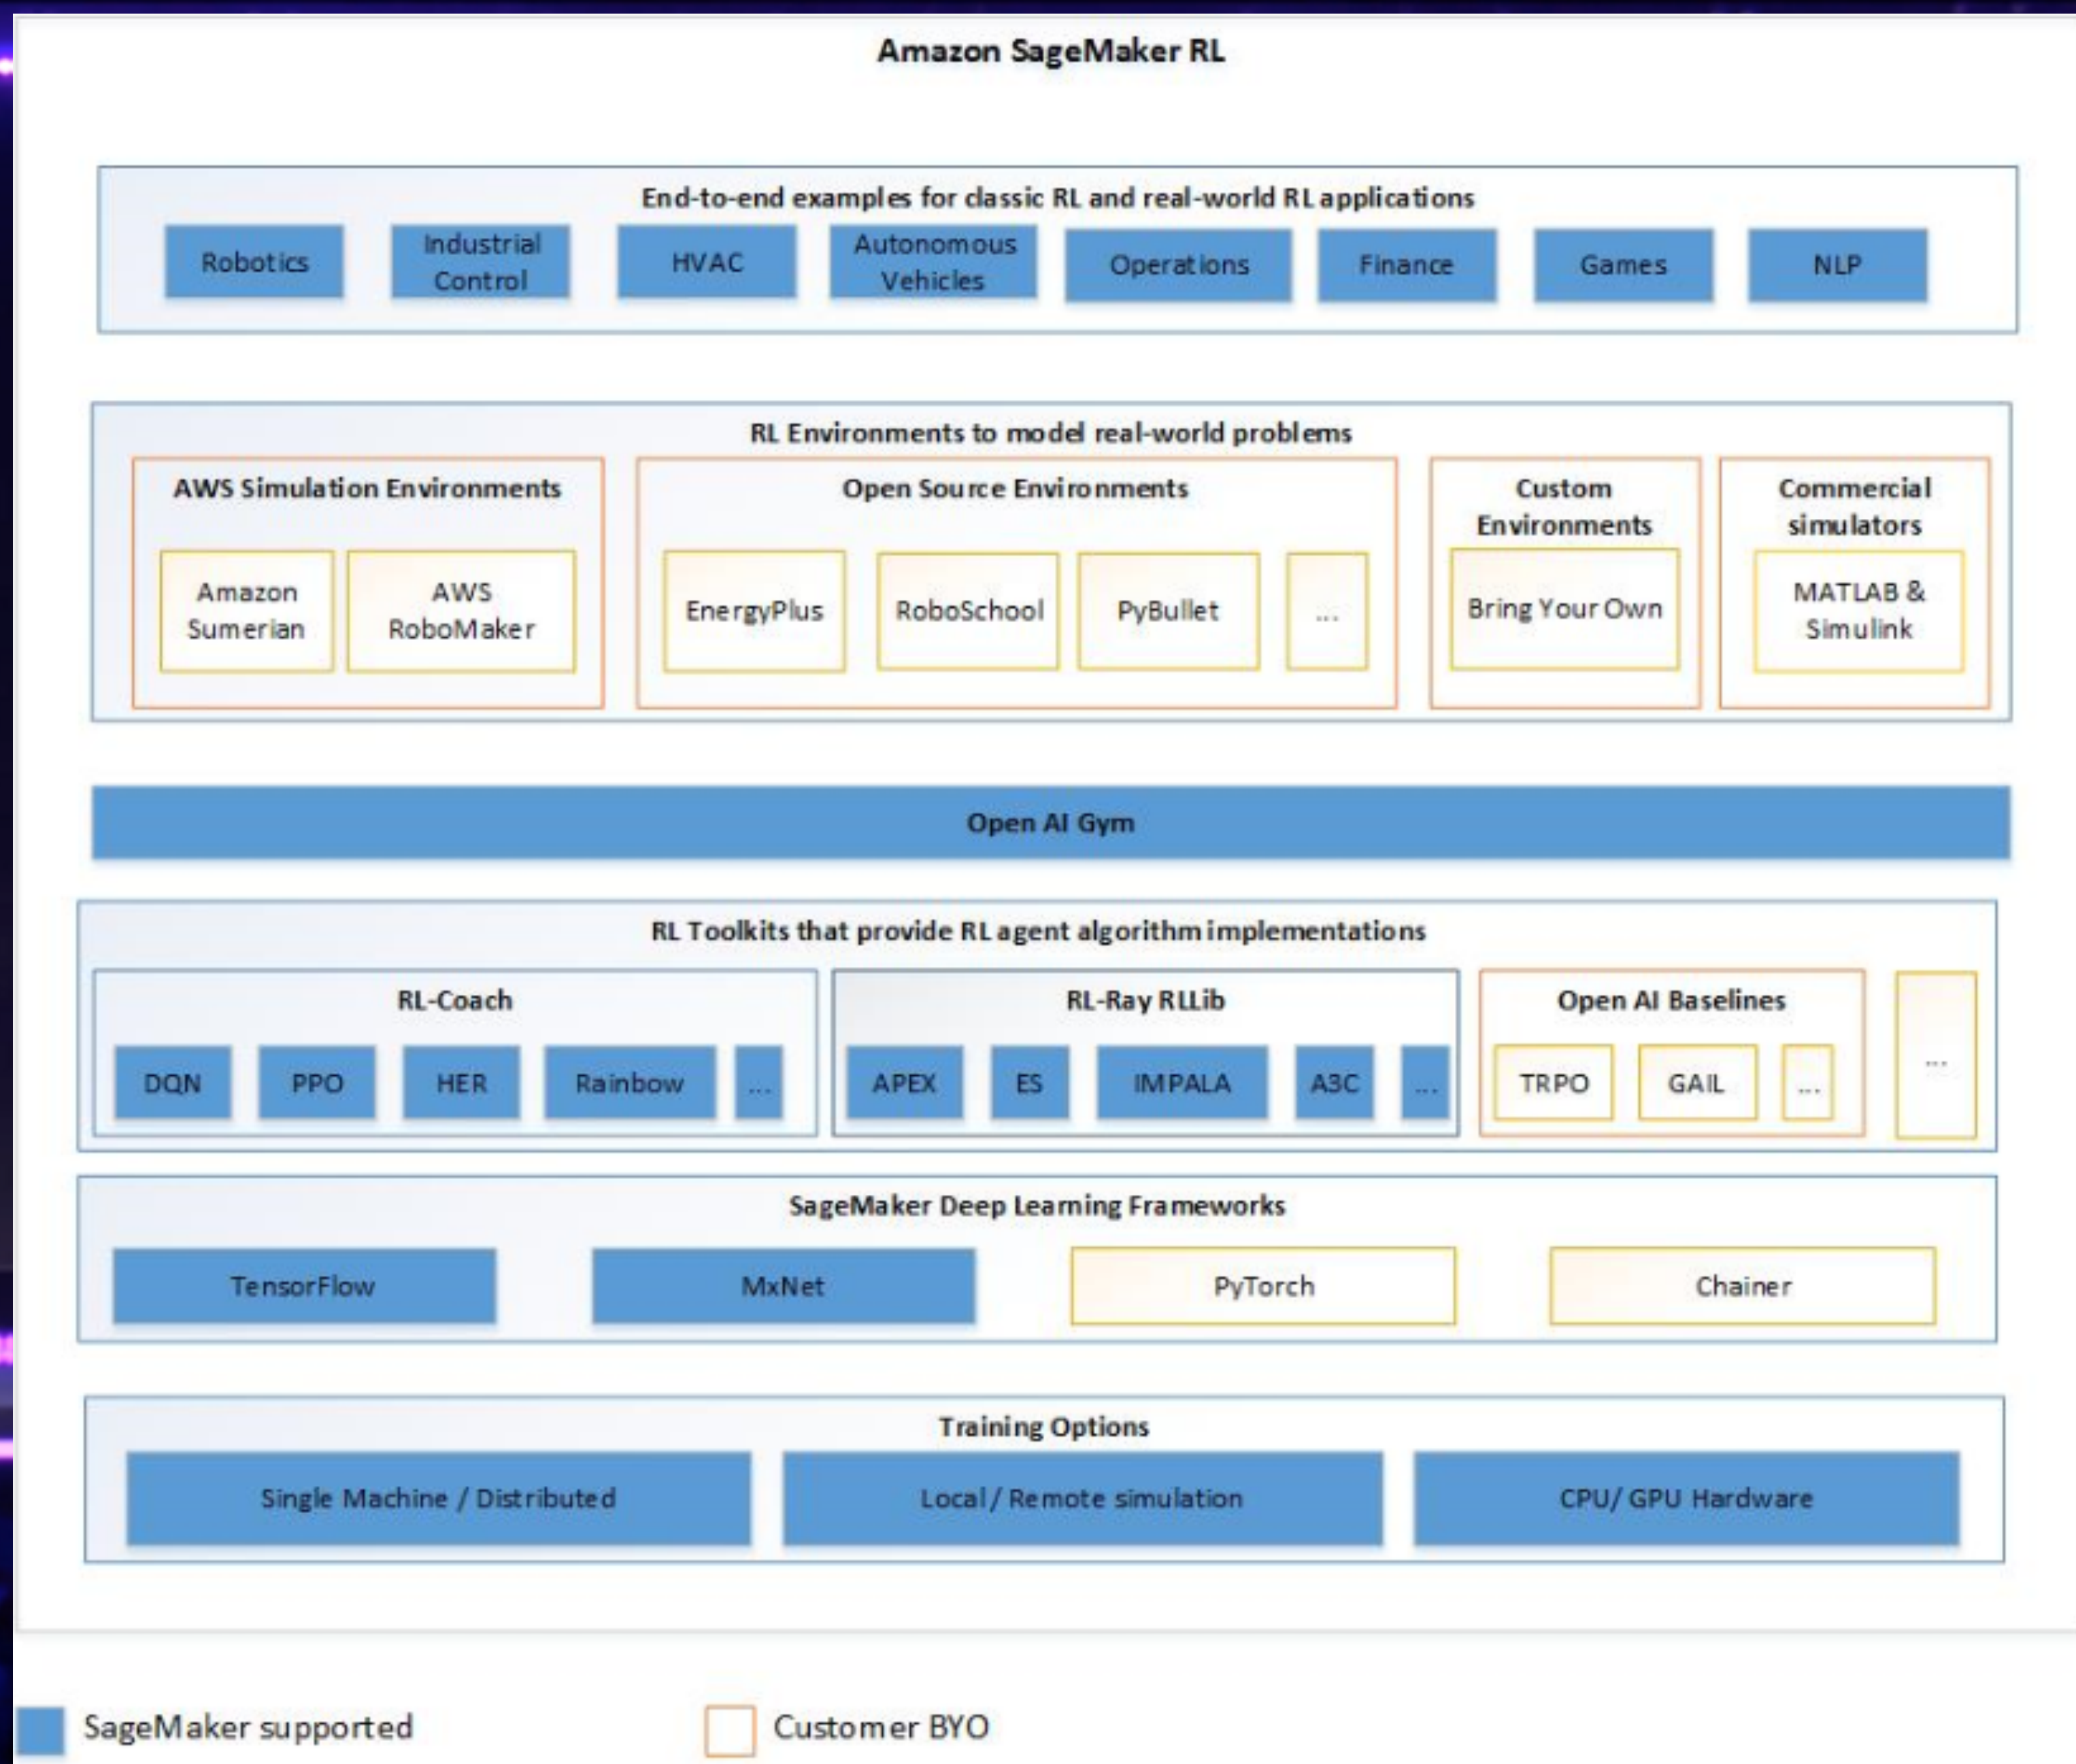 Amazon SageMaker RL
End-to-end examples for classic RL and real-world RL applications
Robotics
Industrial
Control
HVAC
Autonomous
Vehicles
Operations
Finance
Games
NLP
RL Environments to model real-world problems
AWS Simulation Environments
Amazon
Sumerian
AWS
RoboMaker
Open Source Environments
EnergyPlus
RoboSchool
PyBullet
...
Custom
Environments
Bring Your Own
Commercial
simulators
MATLAB &
Simulink
Open AI Gym
RL Toolkits that provide RL agent algorithm implementations
RL-Coach
DQN
PPO
HER
Rainbow
...
RL-Ray RLLib
APEX
ES
IMPALA
A3C
...
Open AI Baselines
TRPO
GAIL
...
...
SageMaker Deep Learning Frameworks
TensorFlow
MxNet
PyTorch
Chainer
Training Options
Single Machine / Distributed
Local / Remote simulation
CPU/ GPU Hardware
SageMaker supported
Customer BYO